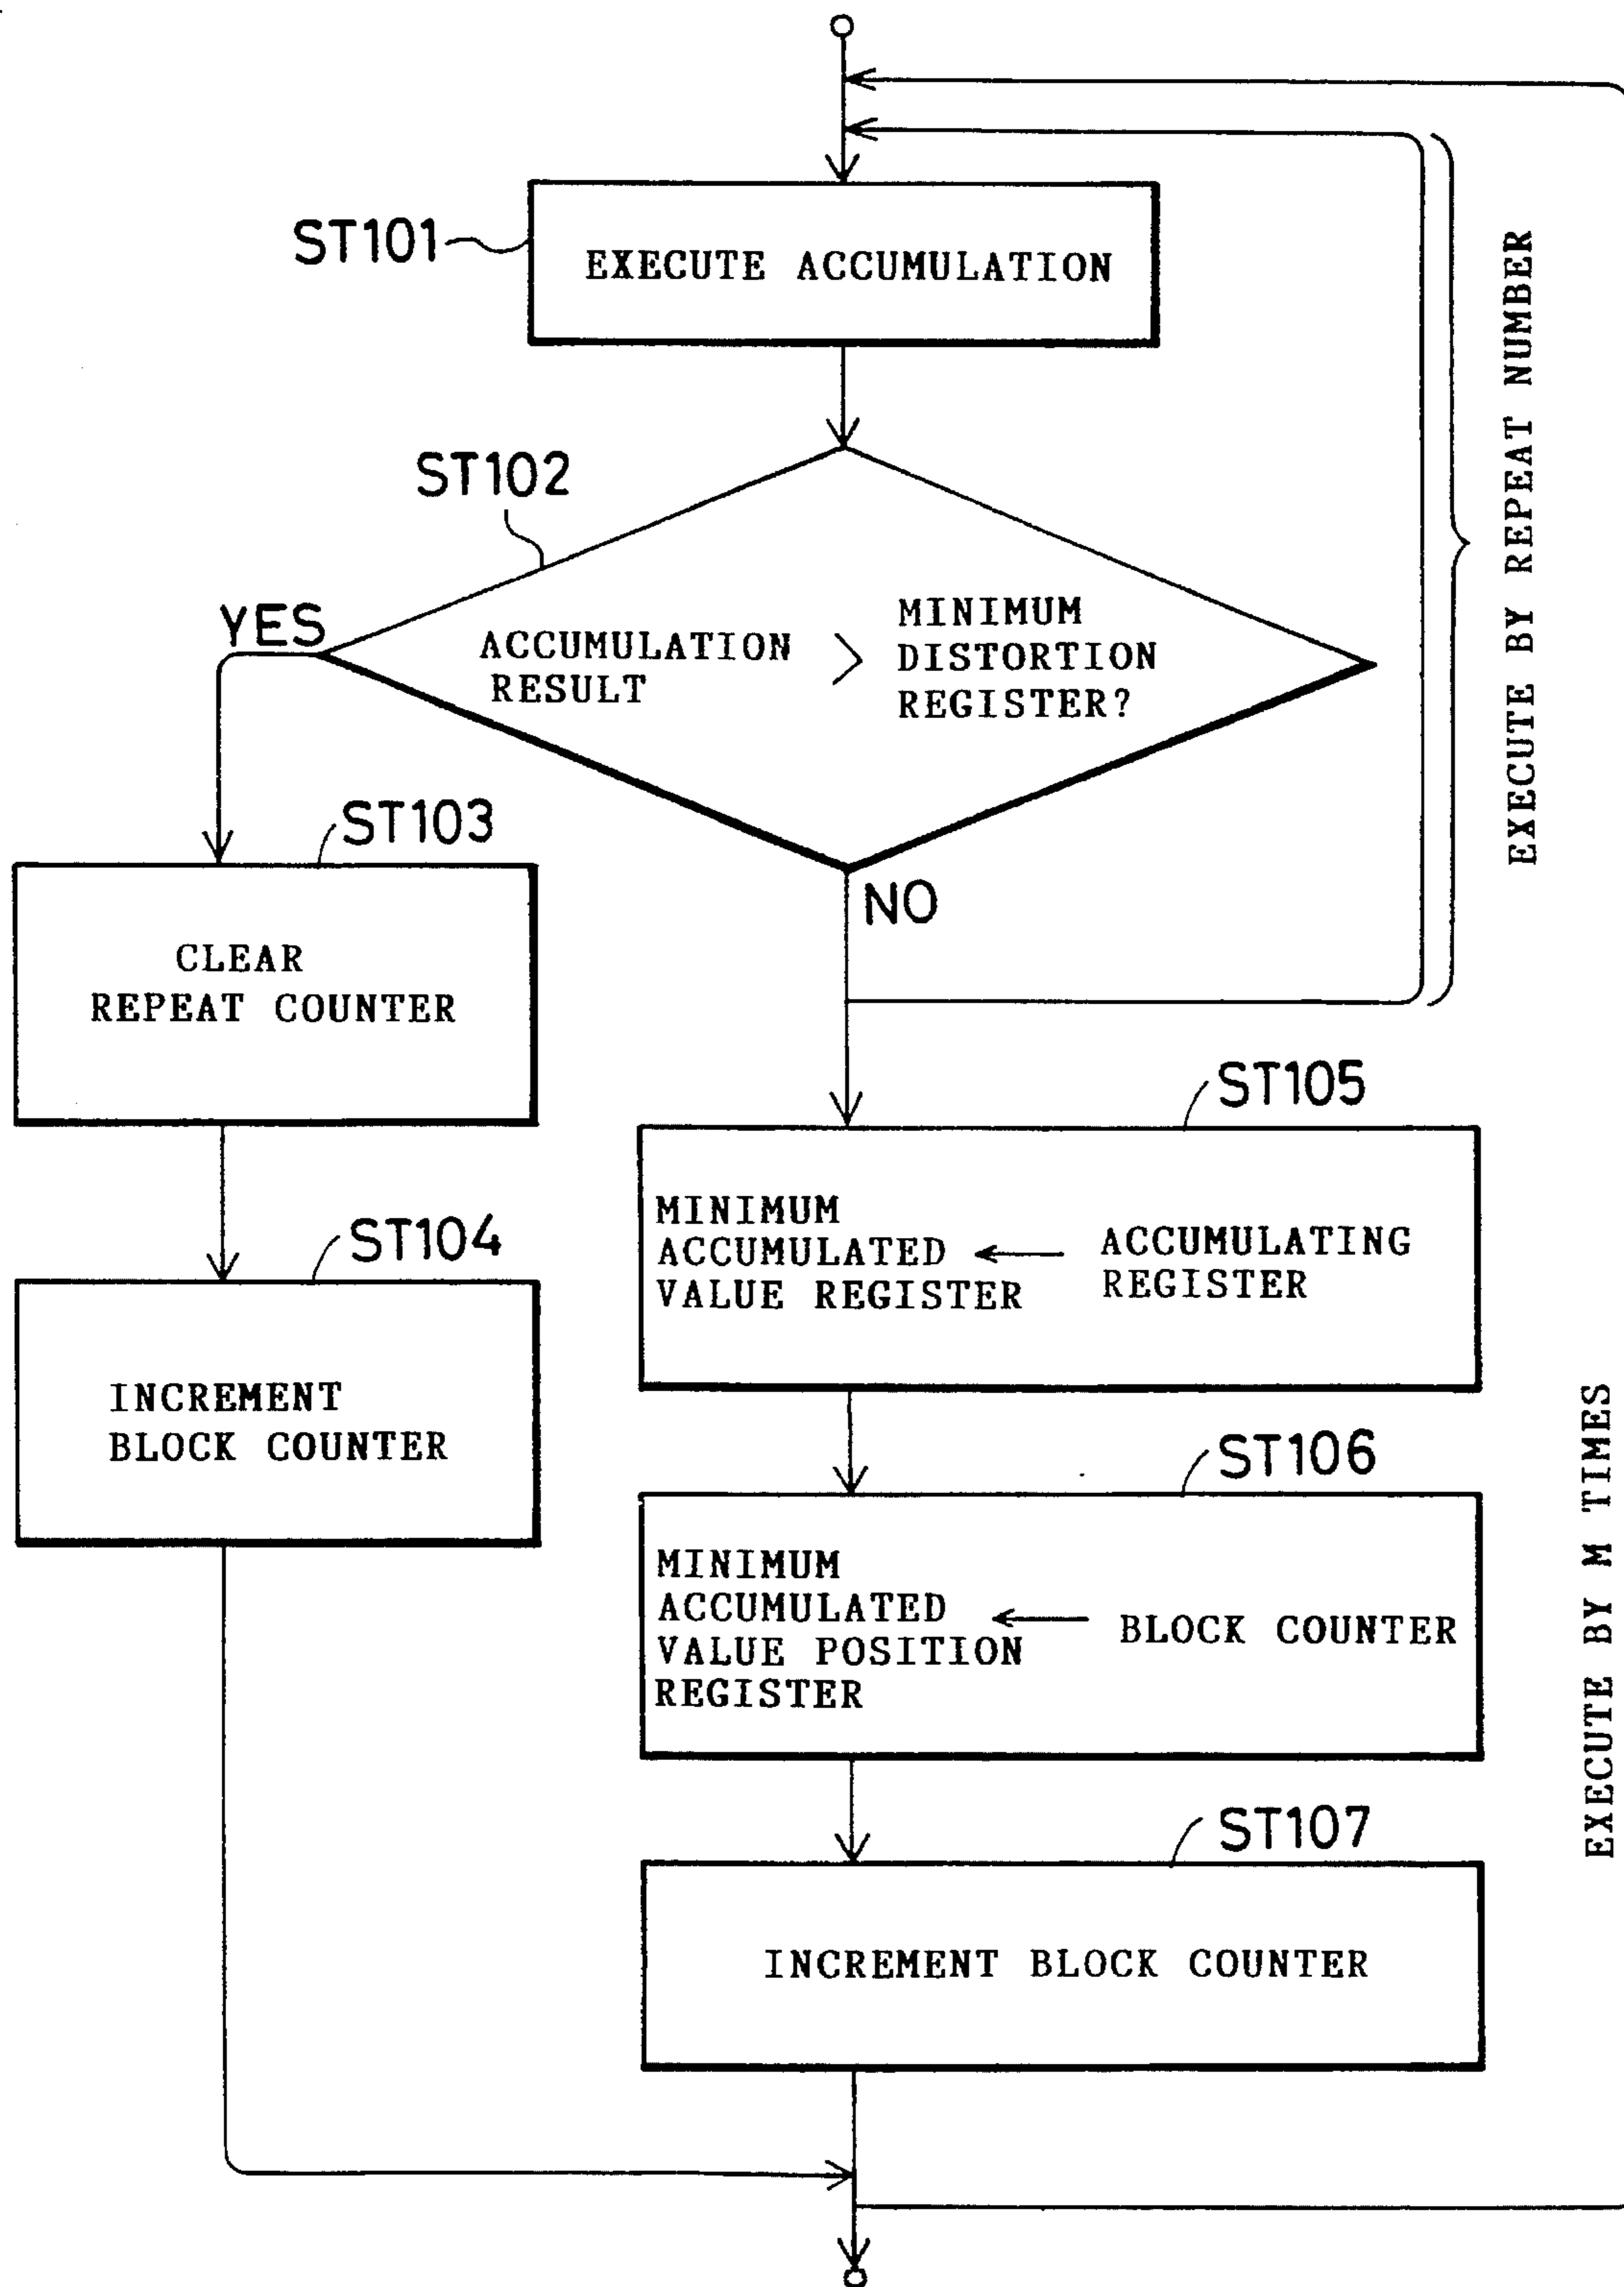 ST101
EXECUTE ACCUMULATION
ST102
YES
ACCUMULATION
RESULT
>
MINIMUM
DISTORTION
REGISTER?
NO
EXECUTE BY REPEAT NUMBER
ST103
CLEAR
REPEAT COUNTER
ST104
INCREMENT
BLOCK COUNTER
ST105
MINIMUM
ACCUMULATED
VALUE REGISTER
←
ACCUMULATING
REGISTER
ST106
MINIMUM
ACCUMULATED
VALUE POSITION
REGISTER
←
BLOCK COUNTER
ST107
INCREMENT BLOCK COUNTER
EXECUTE BY M TIMES